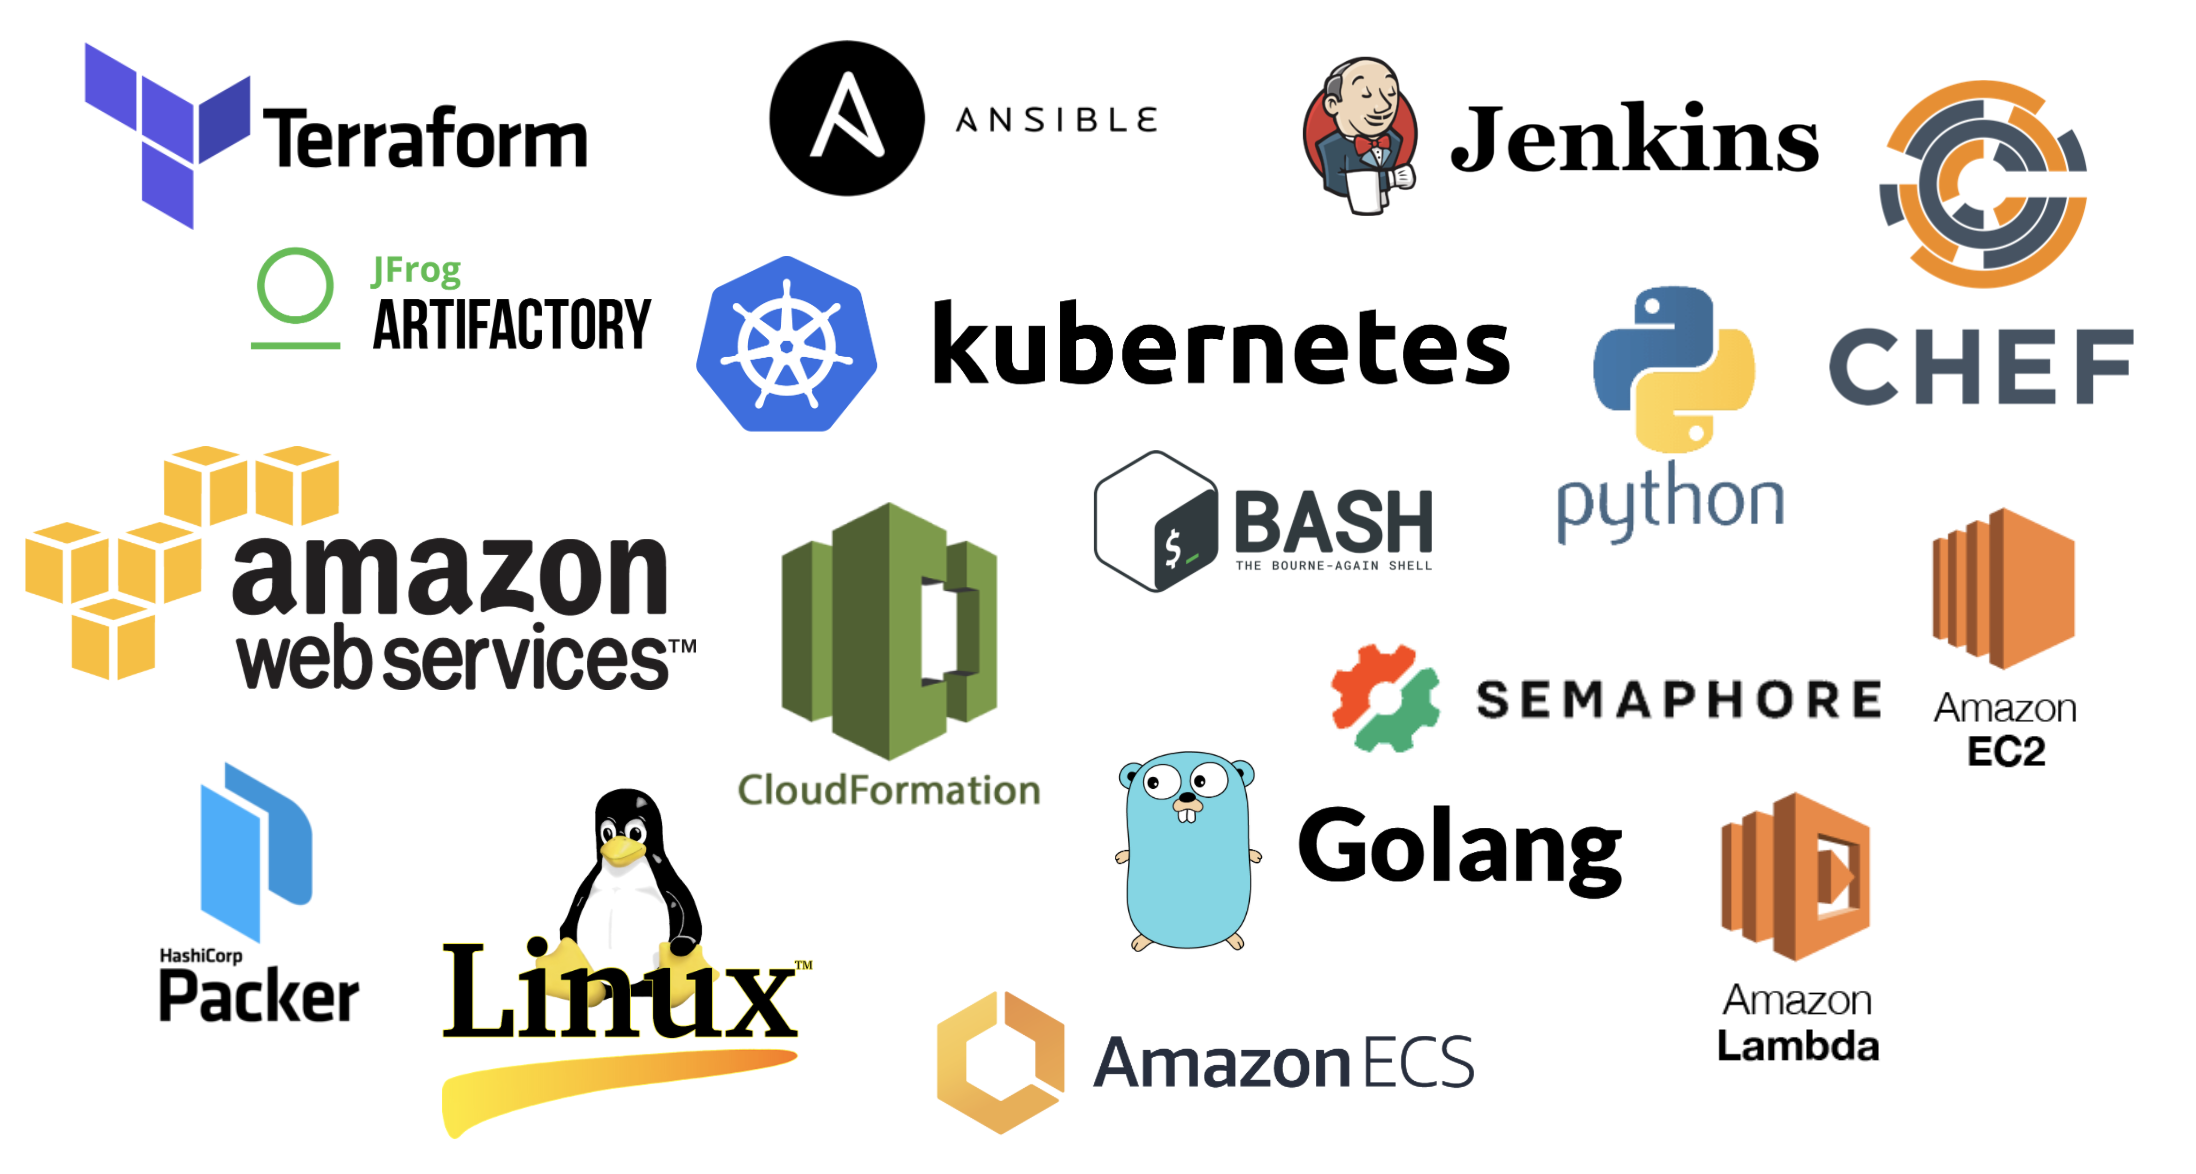 Terraform
ANSIBLE
Jenkins
CHEF
JFrog
ARTIFACTORY
kubernetes
python
amazon
web services™
CloudFormation
$_
BASH
THE BOURNE-AGAIN SHELL
SEMAPHORE
Amazon
EC2
HashiCorp
Packer
Linux™
Golang
Amazon
Lambda
Amazon ECS